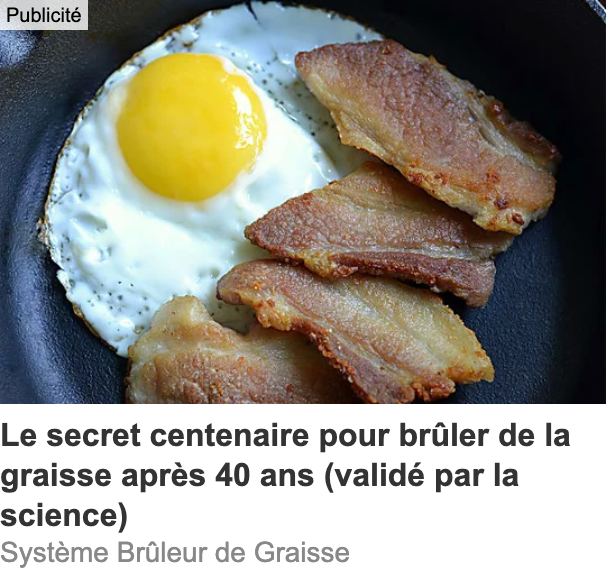 Publicité
Le secret centenaire pour brûler de la
graisse après 40 ans (validé par la
science)
Système Brûleur de Graisse